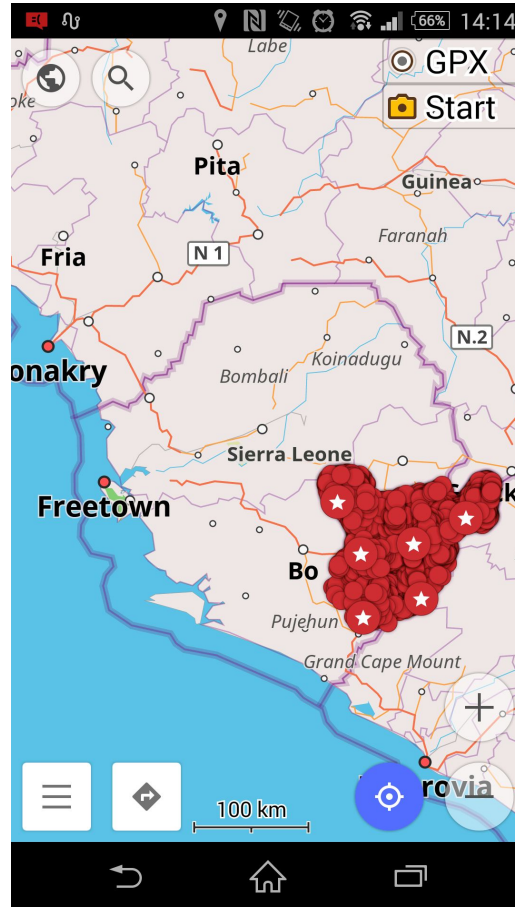 66% 14:14
Labe
GPX
oke
Start
Pita
Guinea
Faranah
Fria
N 1
N.2
onakry
Koinadugu
Bombali
Sierra Leone
Freetown
Bo
Pujehun
Grand Cape Mount
rovia
100 km